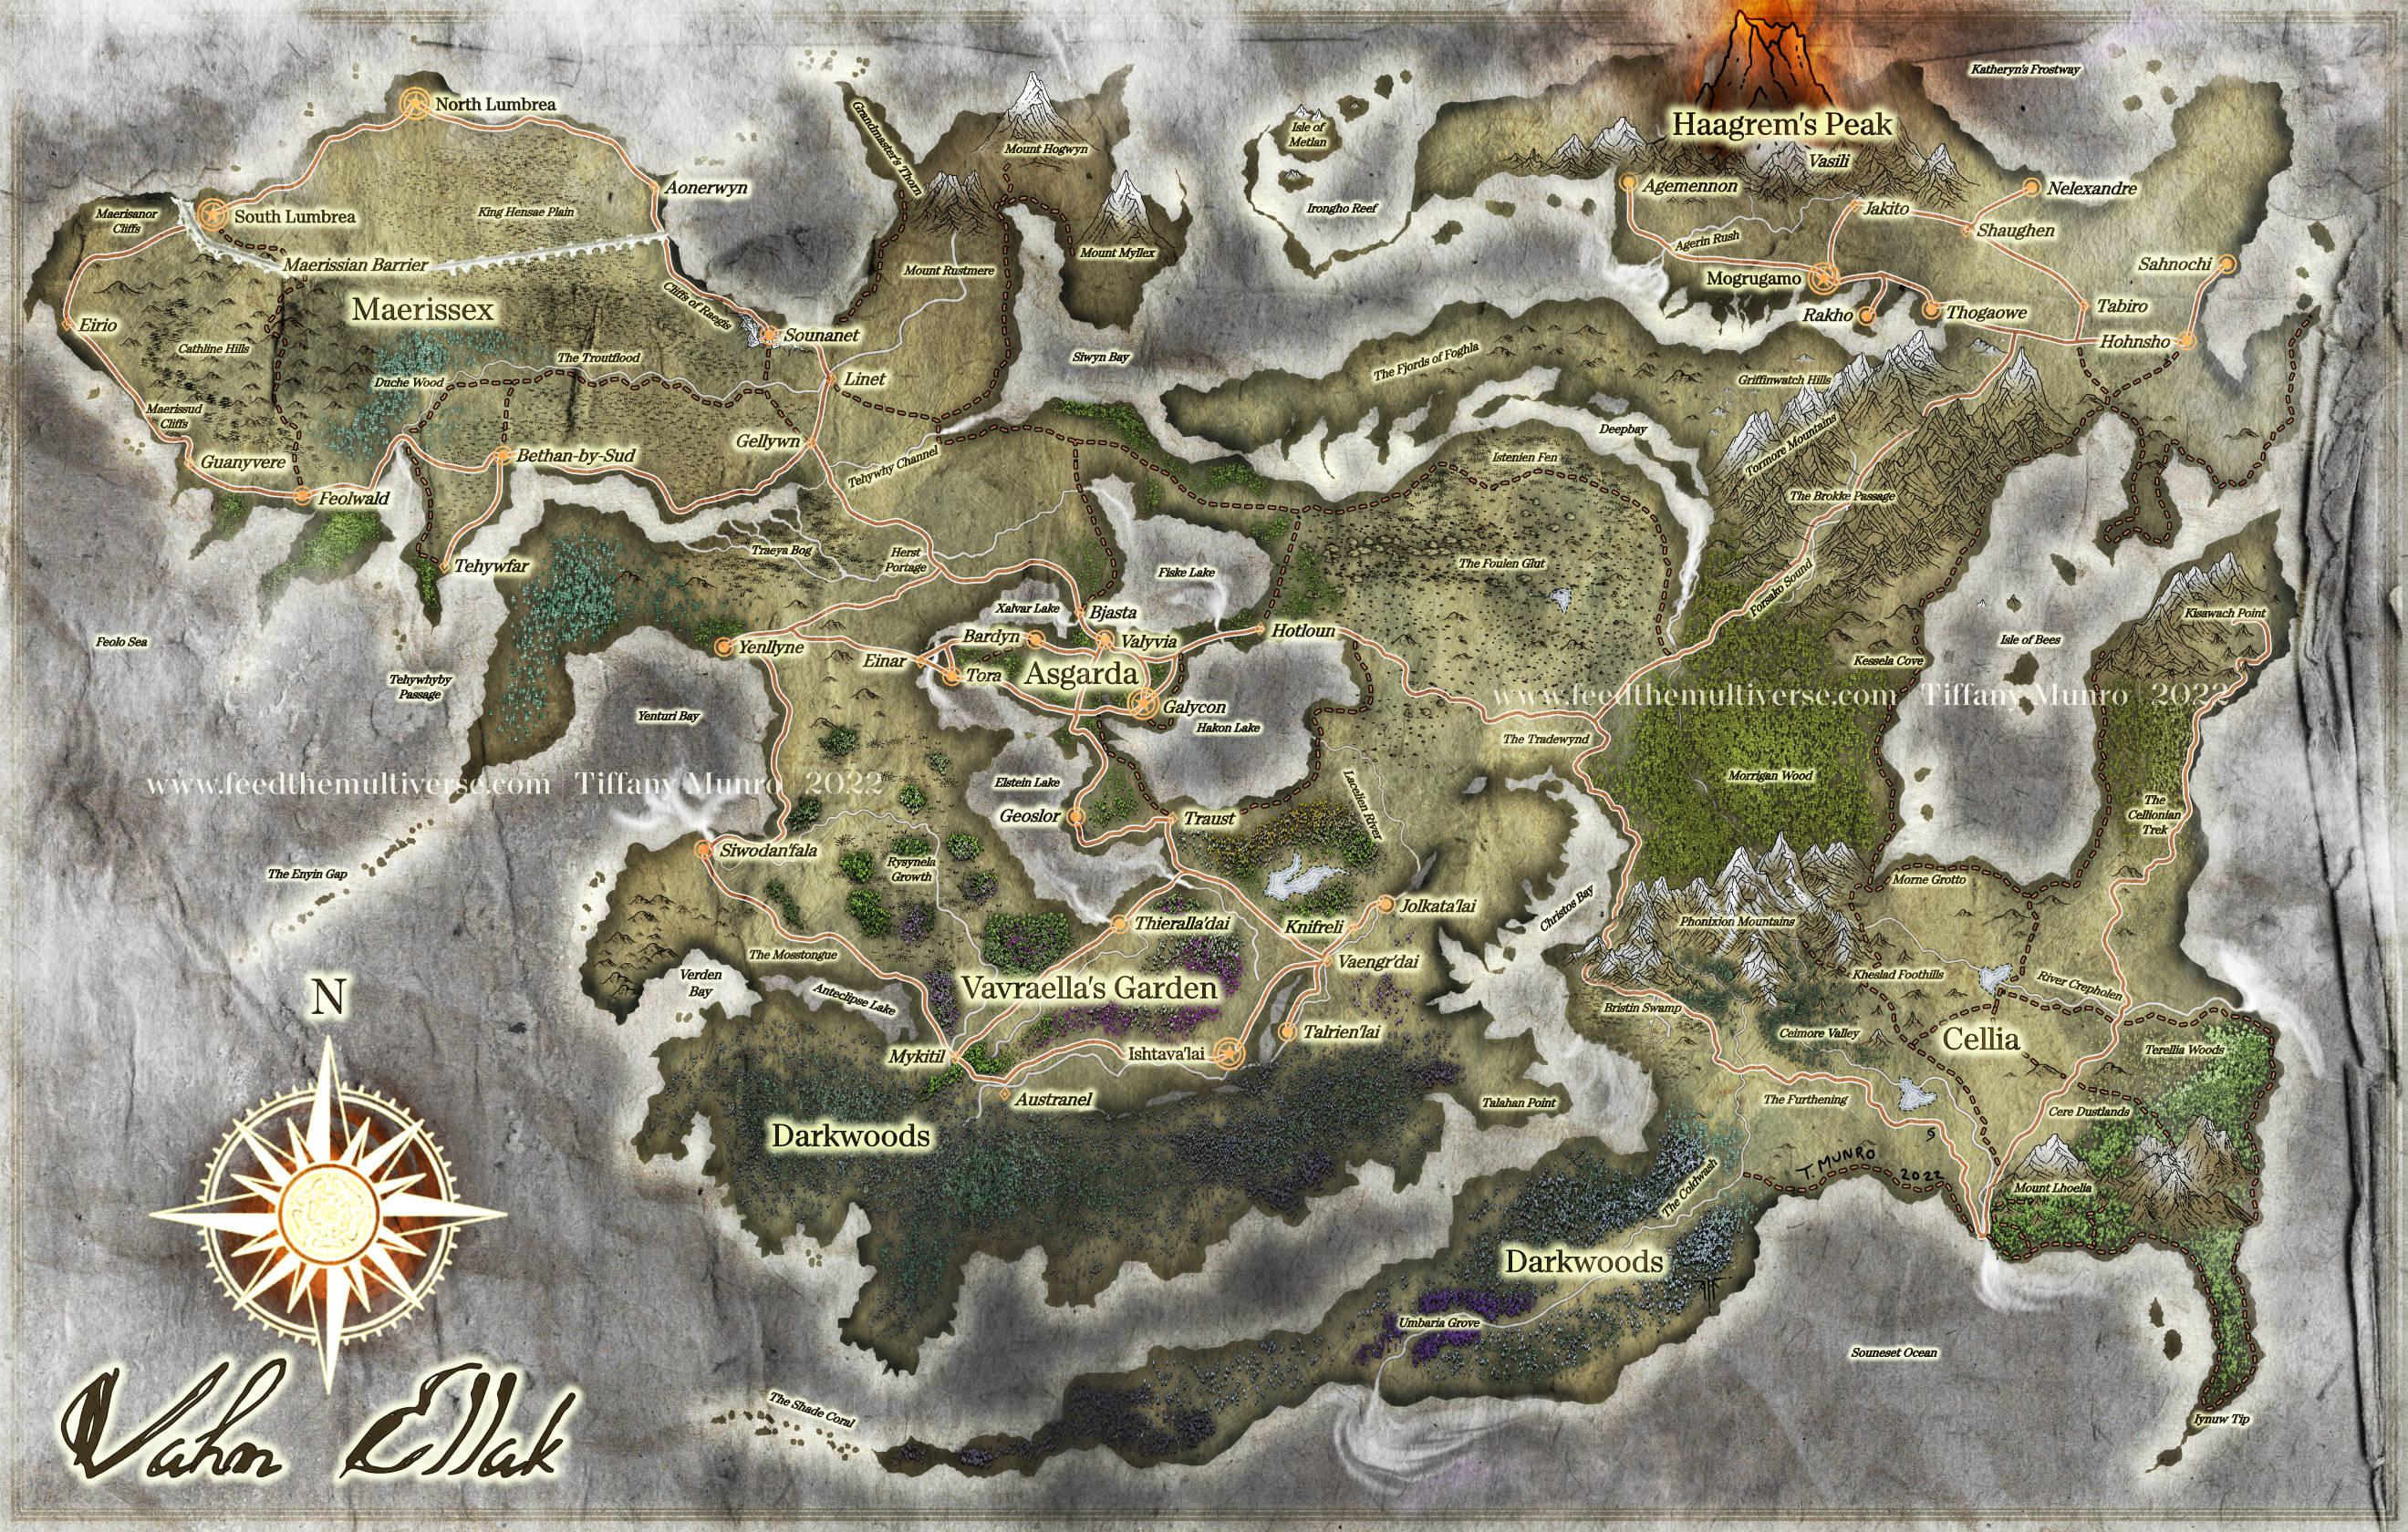 Katheryn's Frostway
North Lumbrea
Grandmaster's Thorn
Mount Hogwyn
Isle of
Metian
Haagrem's Peak
Vasili
Aonerwyn
Agemennon
Nelexandre
Maerisanor
Cliffs
South Lumbrea
King Hensae Plain
Irongho Reef
Jakito
Shaughen
Agerin Rush
Mount Myllex
Maerissian Barrier
Mount Rustmere
Mogrugamo
Sahnochi
Maerissex
Cliffs of Raegis
Rakho
Thogaowe
Tabiro
Eirio
Sounanet
Hohnsho
Cathline Hills
The Troutflood
Siwyn Bay
The Fjords of Foghla
Duche Wood
Linet
Griffinwatch Hills
Maerissud
Cliffs
Gellywn
Deepbay
Tormore Mountains
Guanyvere
Bethan-by-Sud
Tehywhy Channel
Istenien Fen
Feolwald
The Brokke Passage
Traeya Bog
Herst
Portage
Tehywfar
Fiske Lake
The Foulen Glut
Forsako Sound
Xalvar Lake
Bjasta
Kisawach Point
Feolo Sea
Yenllyne
Bardyn
Valyvia
Hotloun
Isle of Bees
Einar
Tora
Asgarda
Kessela Cove
Tehywhyby
Passage
Galycon
www.feedthemultiverse.com Tiffany Munro 2022
Yenturi Bay
Hakon Lake
The Tradewynd
www.feedthemultiverse.com Tiffany Munro 2022
Elstein Lake
Morrigan Wood
Geoslor
Traust
Lacelien River
The
Cellionian
Trek
Siwodan'fala
Rysynela
Growth
The Enyin Gap
Morne Grotto
Jolkata'lai
Christos Bay
Thieralla'dai
Knifreli
Phonixion Mountains
The Mosstongue
Vaengr'dai
Verden
Bay
Anteclipse Lake
Vavraella's Garden
Kheslad Foothills
River Crepholen
N
Bristin Swamp
Talrien'lai
Ceimore Valley
Cellia
Terellia Woods
Mykitil
Ishtava'lai
Austranel
Talahan Point
The Furthening
Cere Dustlands
Darkwoods
S
T. MUNRO 2022
The Coldwash
Mount Lhoelia
Darkwoods
Umbaria Grove
Souneset Ocean
The Shade Coral
Iynuw Tip
Vahm Ellak